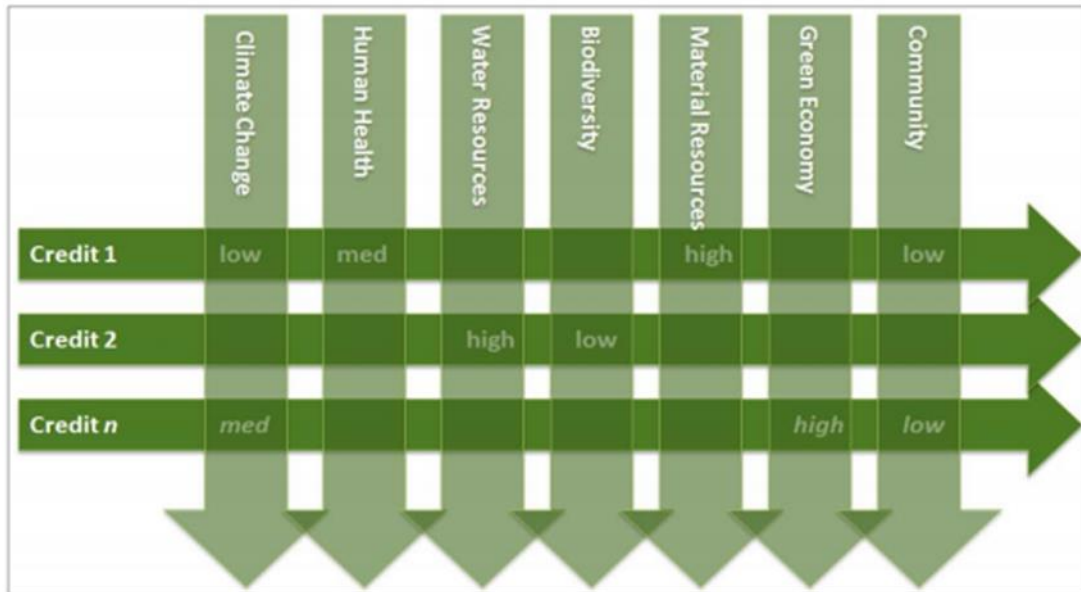 Climate Change
Human Health
Water Resources
Biodiversity
Material Resources
Green Economy
Community
Credit 1 low med high low
Credit 2 high low
Credit n med high low